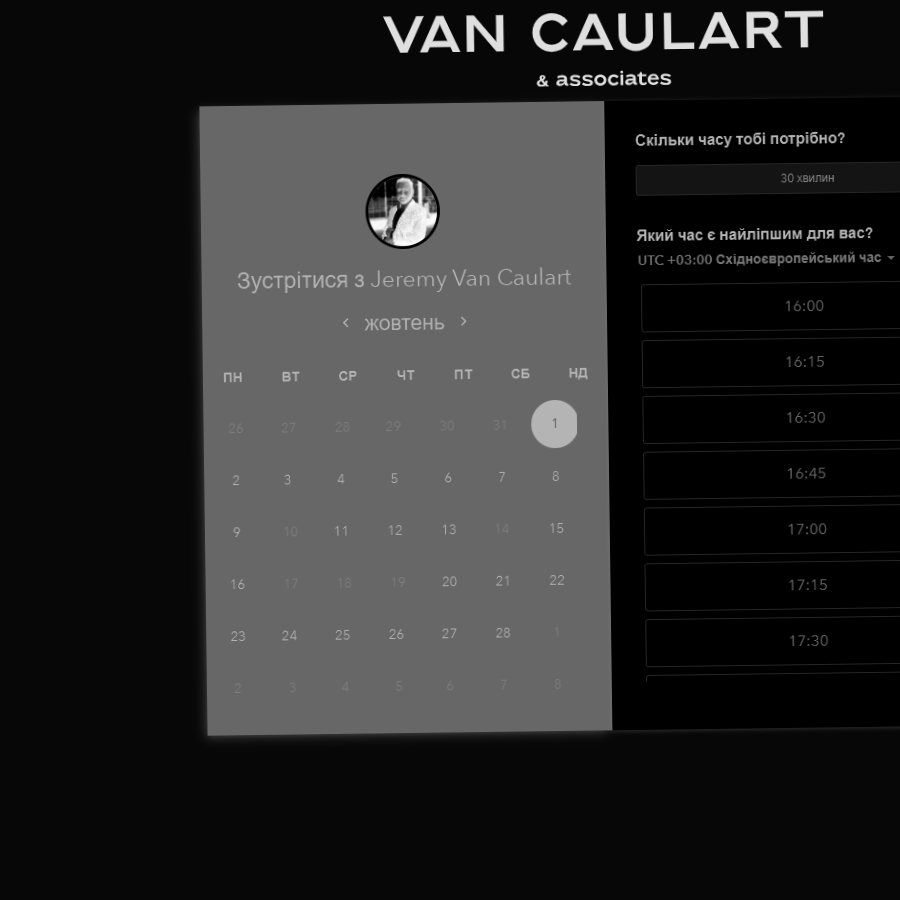 VAN CAULART
& associates
Зустрітися з Jeremy Van Caulart
жовтень
ПН ВТ СР ЧТ ПТ СБ НД
26 27 28 29 30 31 1
2 3 4 5 6 7 8
9 10 11 12 13 14 15
16 17 18 19 20 21 22
23 24 25 26 27 28 1
2 3 4 5 6 7 8
Скільки часу тобі потрібно?
30 хвилин
Який час є найліпшим для вас?
UTC +03:00 Східноєвропейський час
16:00
16:15
16:30
16:45
17:00
17:15
17:30